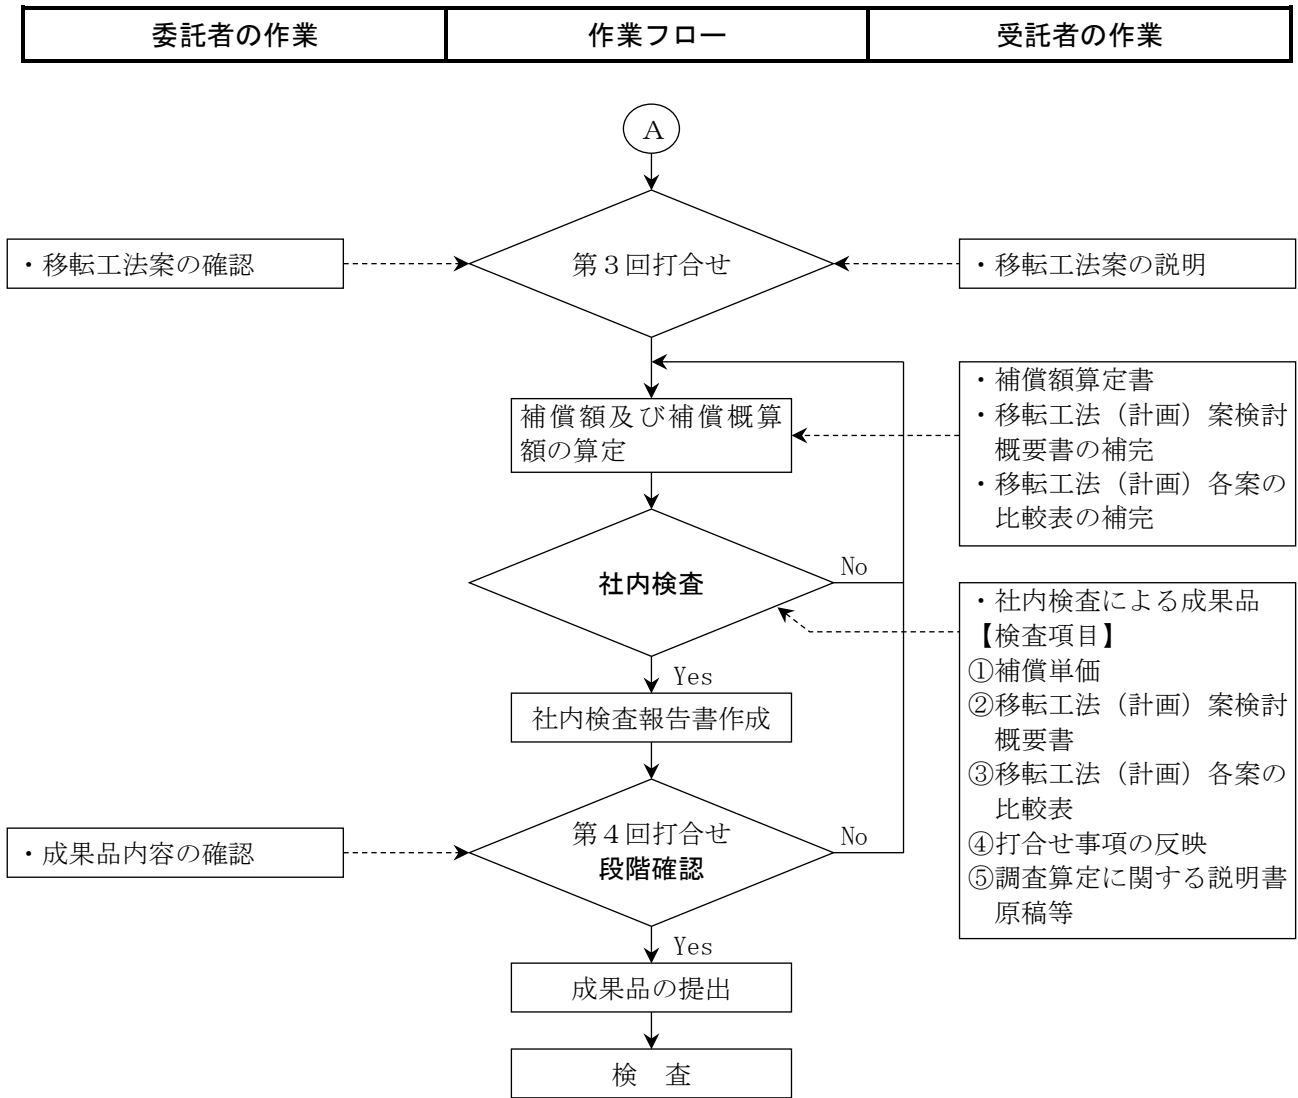 委託者の作業
作業フロー
受託者の作業
Ａ
・移転工法案の確認
第３回打合せ
・移転工法案の説明
補償額及び補償概算
額の算定
・補償額算定書
・移転工法（計画）案検討
概要書の補完
・移転工法（計画）各案の
比較表の補完
社内検査
No
Yes
・社内検査による成果品
【検査項目】
①補償単価
②移転工法（計画）案検討
概要書
③移転工法（計画）各案の
比較表
④打合せ事項の反映
⑤調査算定に関する説明書
原稿等
社内検査報告書作成
・成果品内容の確認
第４回打合せ
段階確認
No
Yes
成果品の提出
検　査